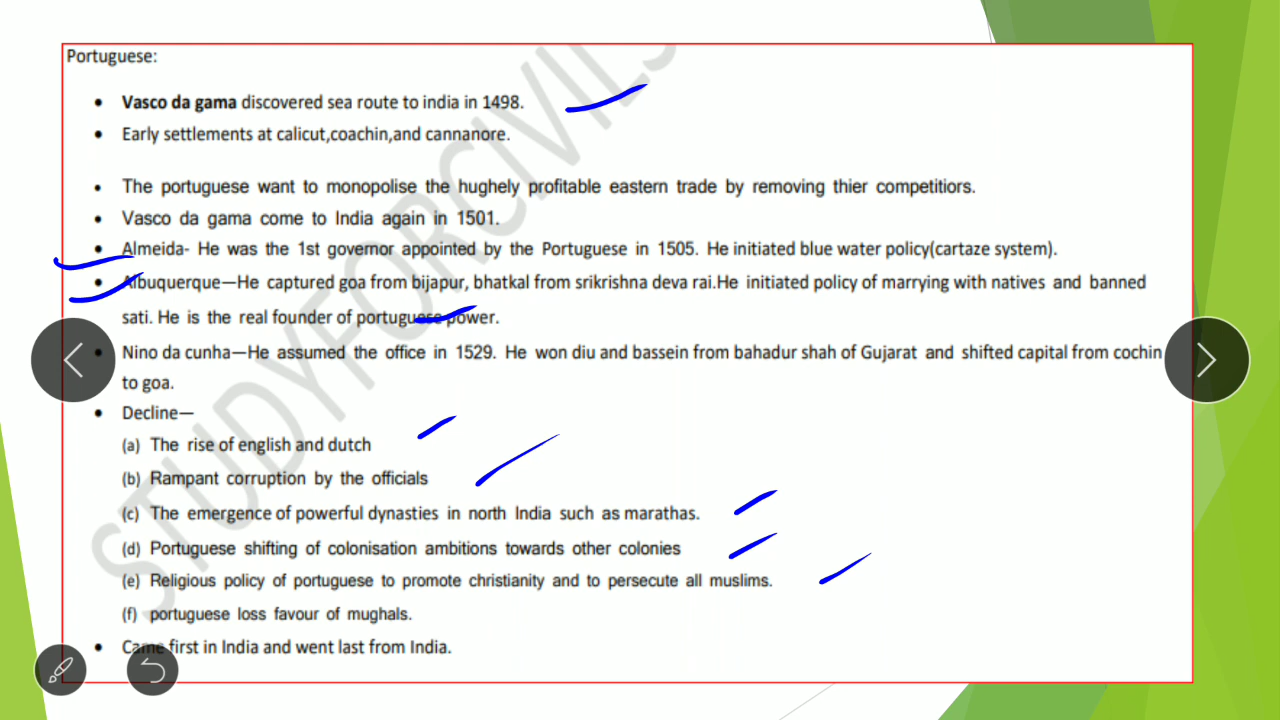 Portuguese:
• Vasco da gama discovered sea route to india in 1498.
• Early settlements at calicut,coachin,and cannanore.
• The portuguese want to monopolise the hughely profitable eastern trade by removing thier competitiors.
• Vasco da gama come to India again in 1501.
• Almeida- He was the 1st governor appointed by the Portuguese in 1505. He initiated blue water policy(cartaze system).
• Albuquerque—He captured goa from bijapur, bhatkal from srikrishna deva rai.He initiated policy of marrying with natives and banned
sati. He is the real founder of portuguese power.
• Nino da cunha—He assumed the office in 1529. He won diu and bassein from bahadur shah of Gujarat and shifted capital from cochin
to goa.
• Decline—
(a) The rise of english and dutch
(b) Rampant corruption by the officials
(c) The emergence of powerful dynasties in north India such as marathas.
(d) Portuguese shifting of colonisation ambitions towards other colonies
(e) Religious policy of portuguese to promote christianity and to persecute all muslims.
(f) portuguese loss favour of mughals.
• Came first in India and went last from India.
STUDYFORCIVILS